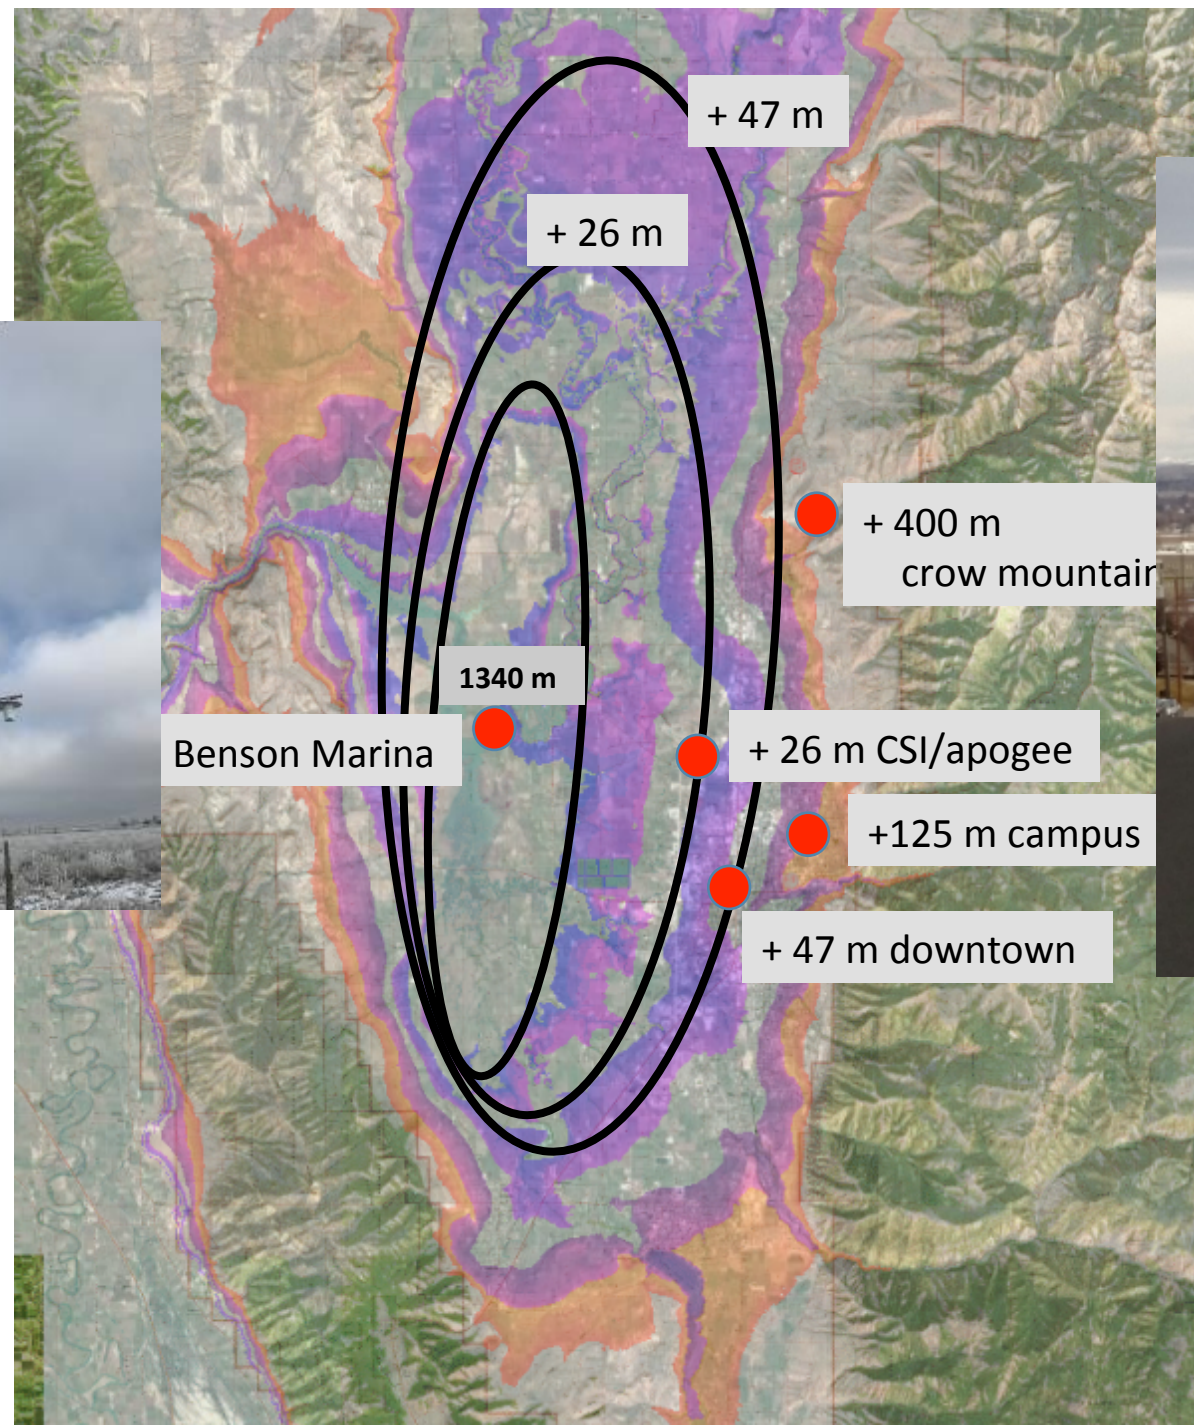 + 47 m
+ 26 m
+ 400 m
crow mountain
1340 m
Benson Marina
+ 26 m CSI/apogee
+125 m campus
+ 47 m downtown